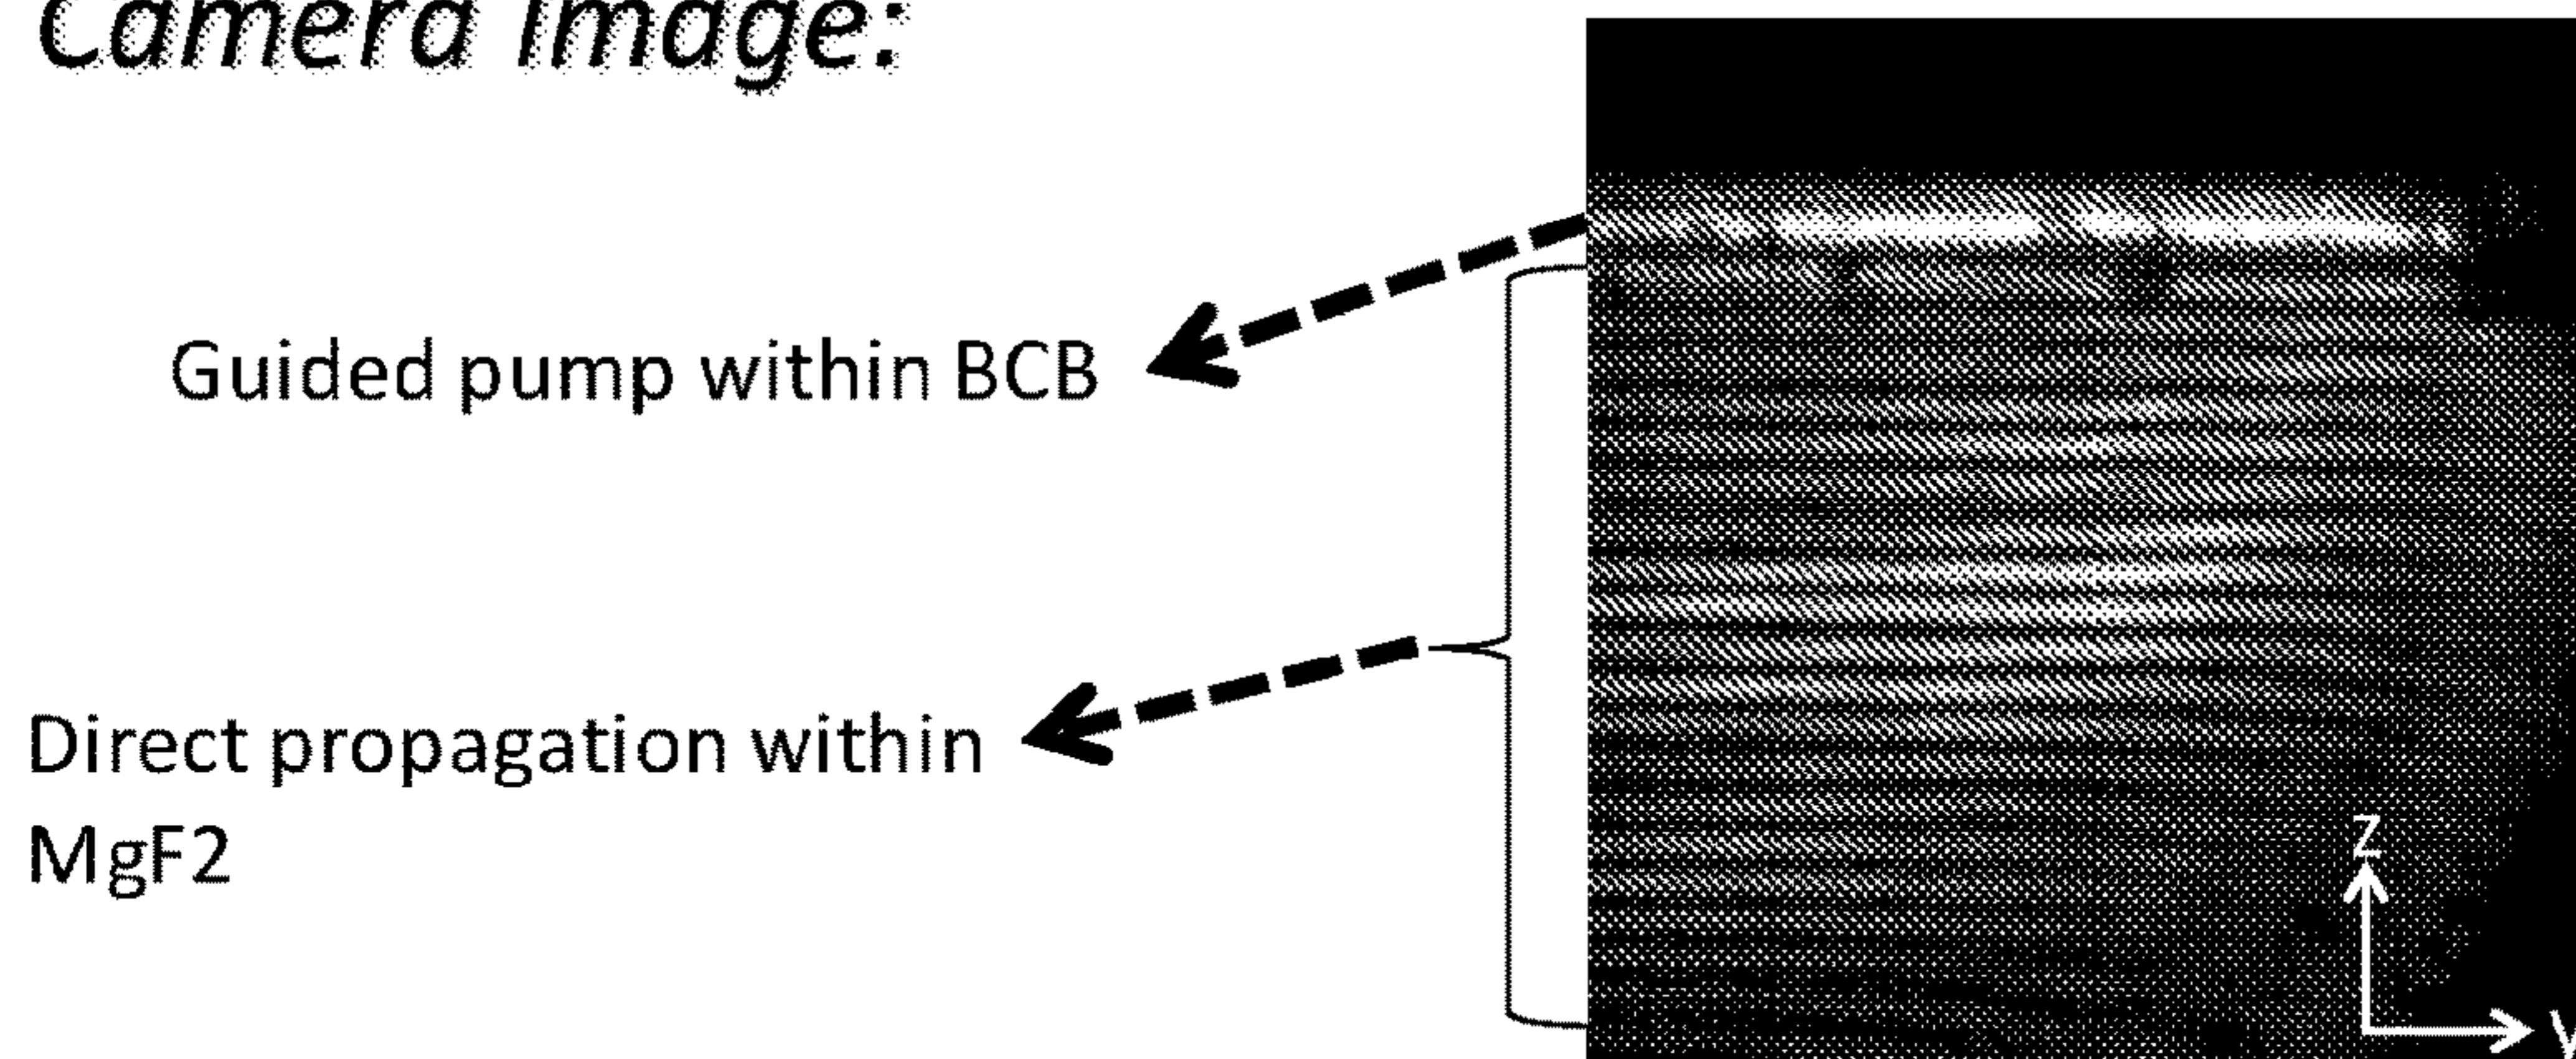 Camera Image:
Guided pump within BCB
Direct propagation within
MgF2
z